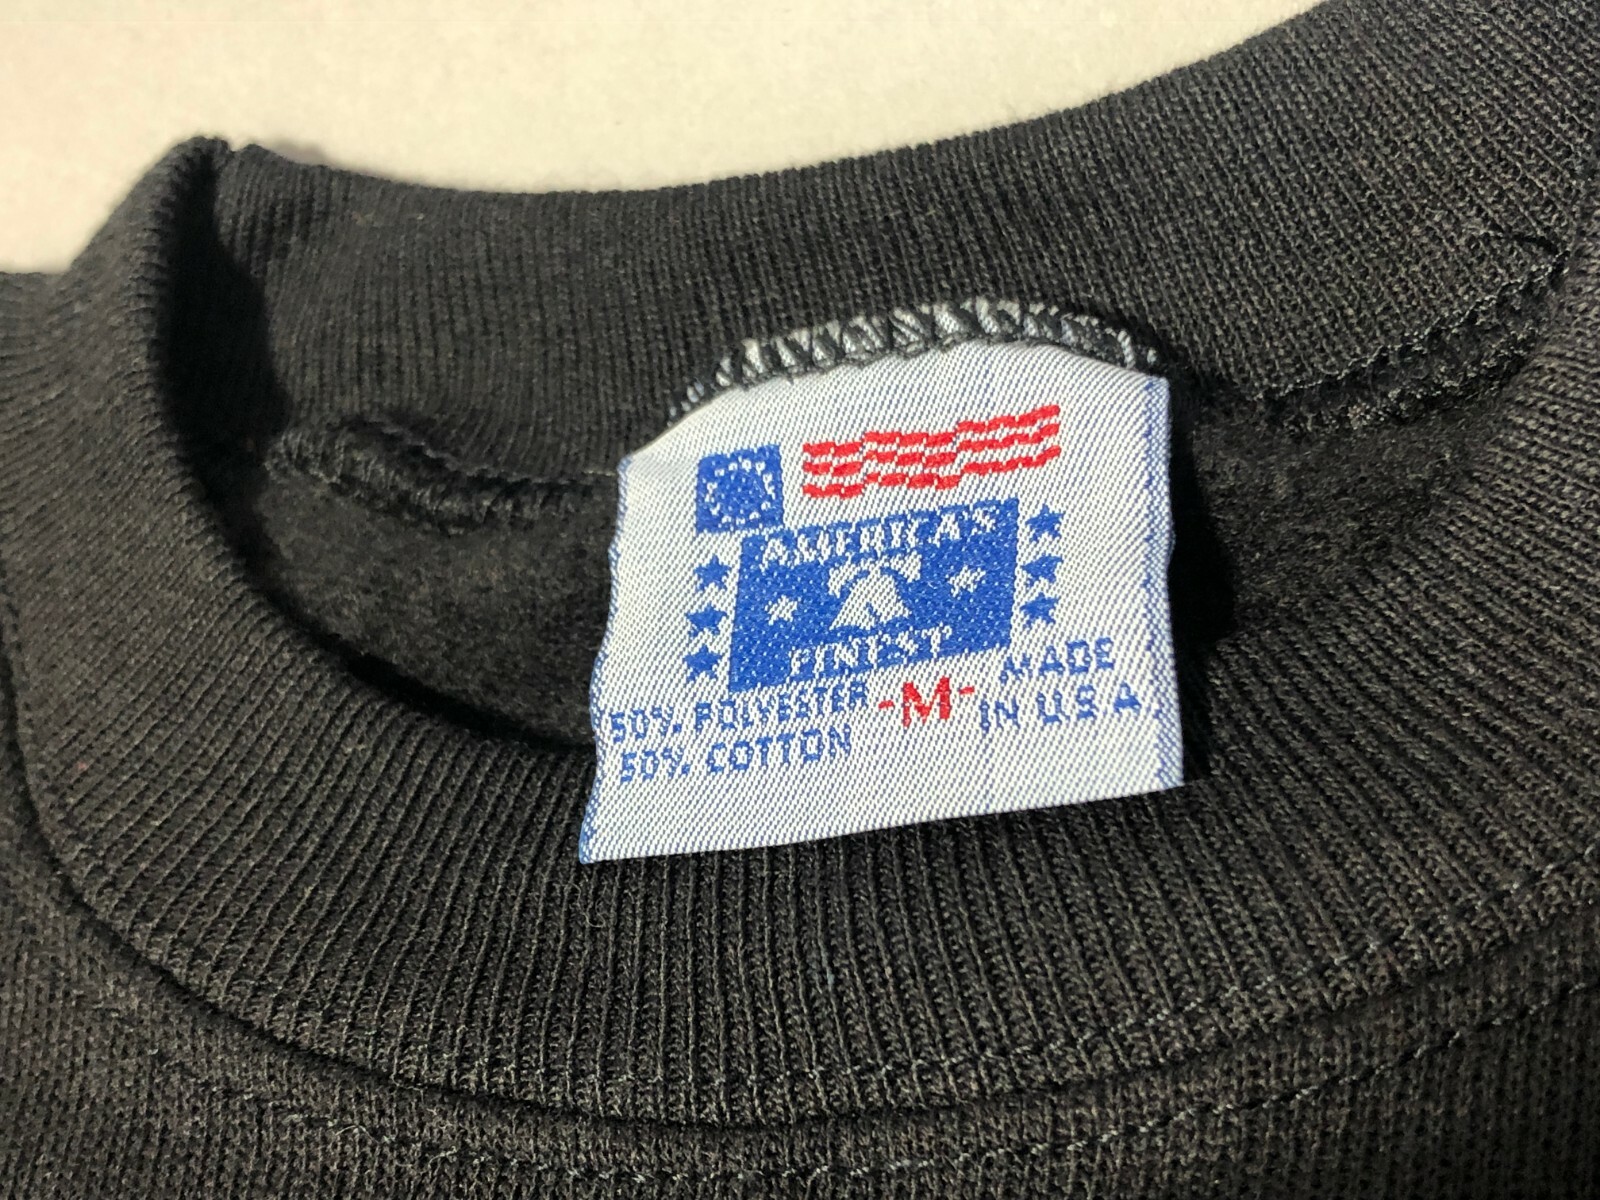 AMERICA'S
FINEST
50% POLYESTER
50% COTTON
-M-
MADE
IN U.S.A.